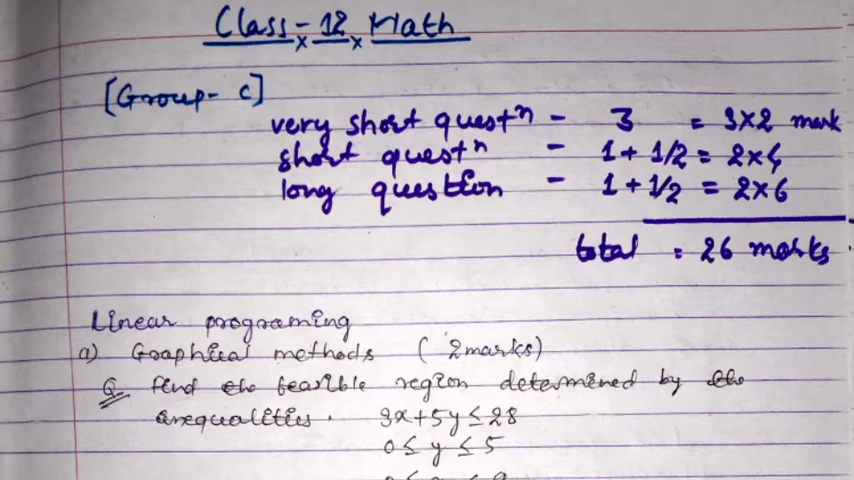 Class - 12 Math
[Group - C]
very short questⁿ - 3 = 3×2 mark
short questⁿ - 1 + 1/2 = 2×4
long question - 1 + 1/2 = 2×6
total = 26 marks
Linear programing
a) Graphical methods (2marks)
Q. Find the feasible region determined by the
inequalities. 3x+5y ≤ 28
0 ≤ y ≤ 5